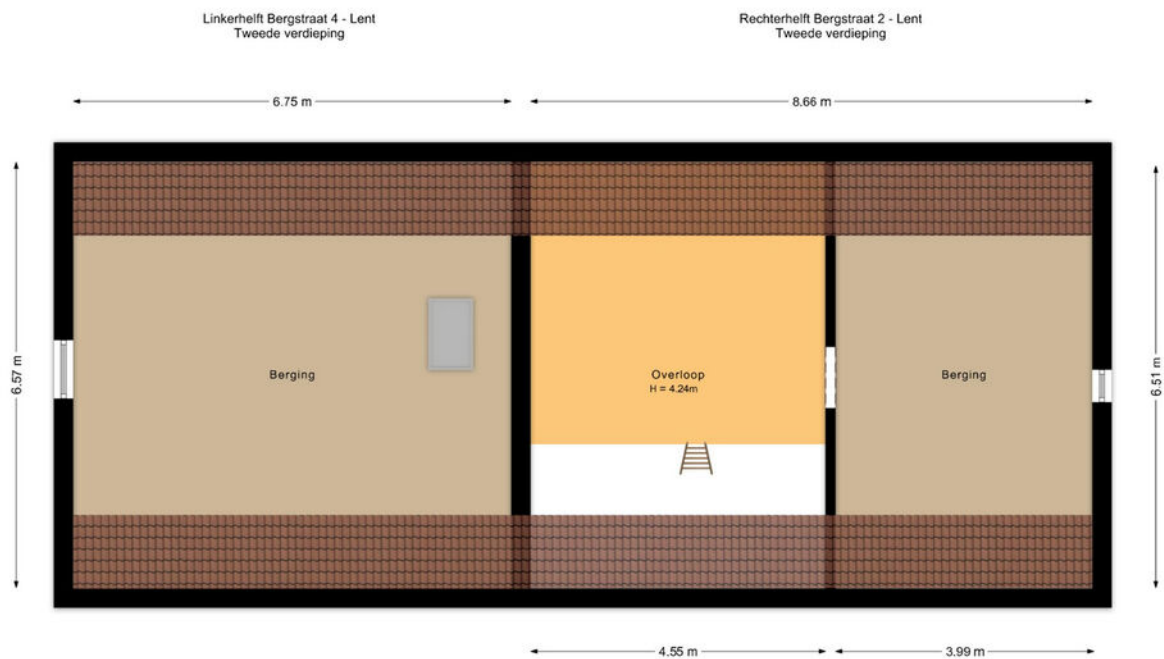 Linkerhelft Bergstraat 4 - Lent
Tweede verdieping
Rechterhelft Bergstraat 2 - Lent
Tweede verdieping
6.75 m
8.66 m
6.57 m
Berging
Overloop
H = 4.24m
Berging
6.51 m
4.55 m
3.99 m